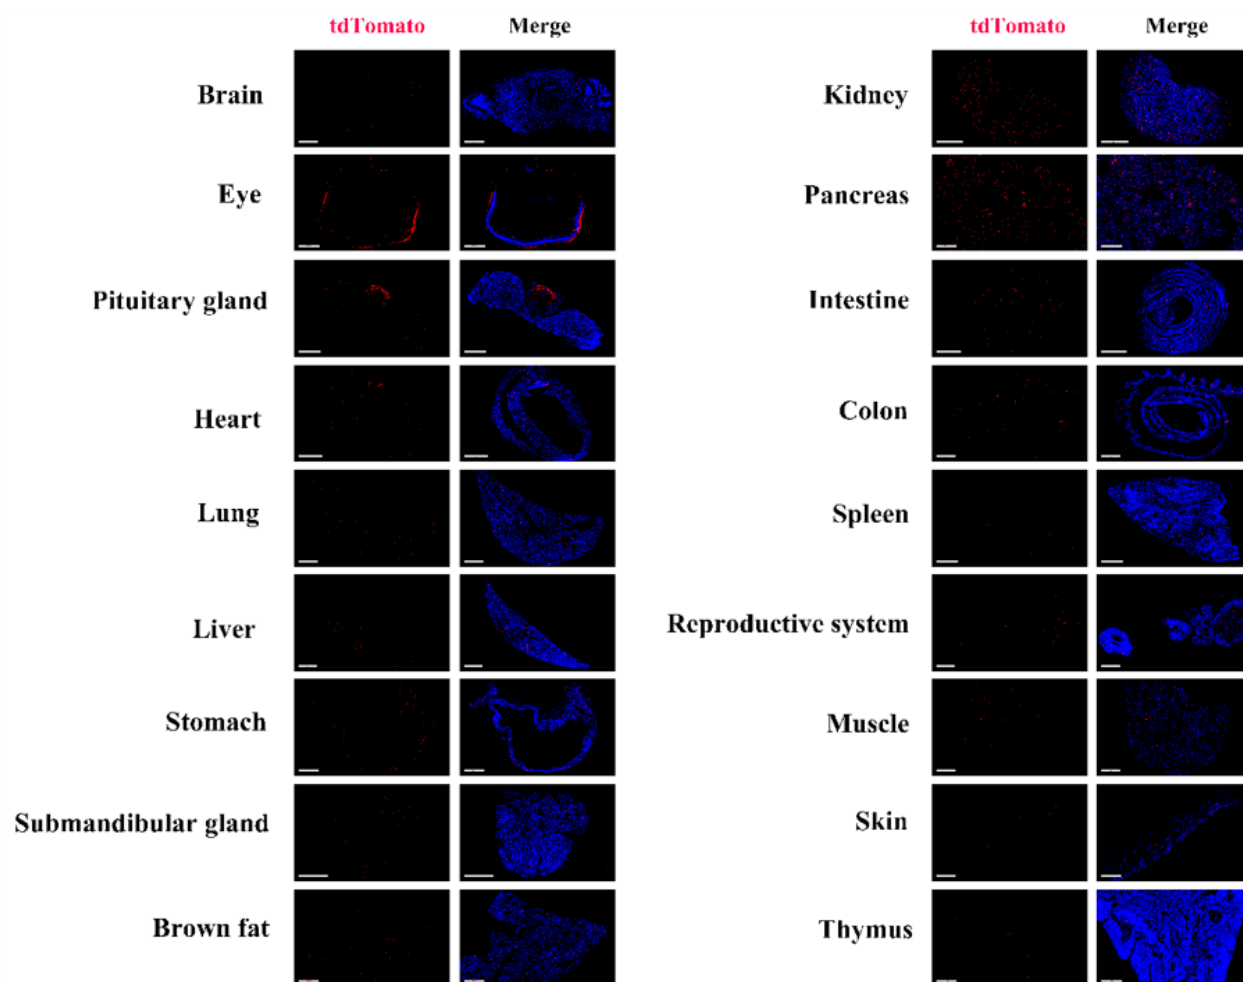 tdTomato Merge tdTomato Merge
Brain Kidney
Eye Pancreas
Pituitary gland Intestine
Heart Colon
Lung Spleen
Liver Reproductive system
Stomach Muscle
Submandibular gland Skin
Brown fat Thymus